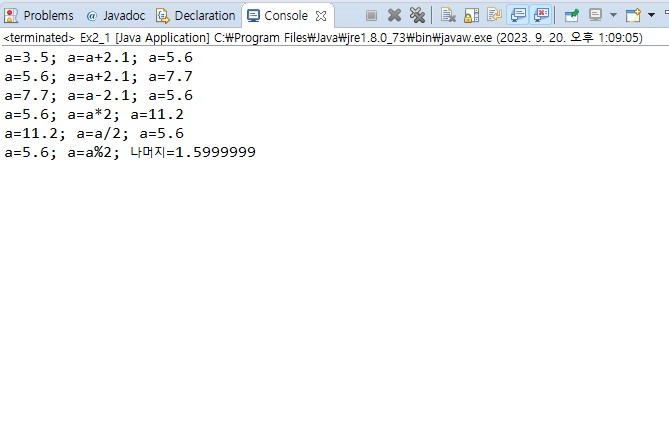 Problems @ Javadoc Declaration Console
<terminated> Ex2_1 [Java Application] C:₩Program Files₩Java₩jre1.8.0_73₩bin₩javaw.exe (2023. 9. 20. 오후 1:09:05)
a=3.5; a=a+2.1; a=5.6
a=5.6; a=a+2.1; a=7.7
a=7.7; a=a-2.1; a=5.6
a=5.6; a=a*2; a=11.2
a=11.2; a=a/2; a=5.6
a=5.6; a=a%2; 나머지=1.5999999